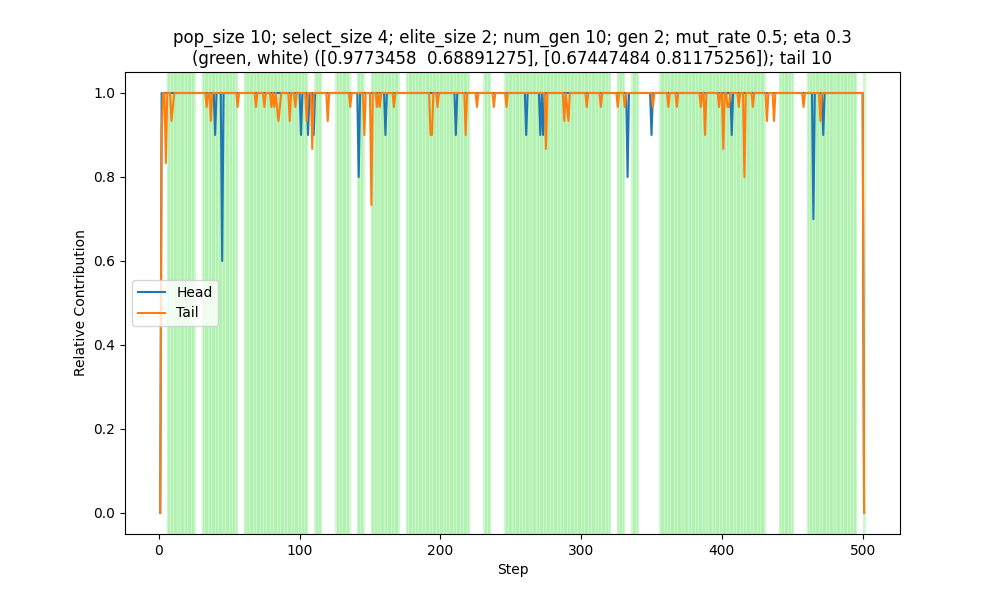 pop_size 10; select_size 4; elite_size 2; num_gen 10; gen 2; mut_rate 0.5; eta 0.3
(green, white) ([0.9773458  0.68891275], [0.67447484 0.81175256]); tail 10
1.0
0.8
0.6
0.4
0.2
0.0
Relative Contribution
Head
Tail
0 100 200 300 400 500
Step